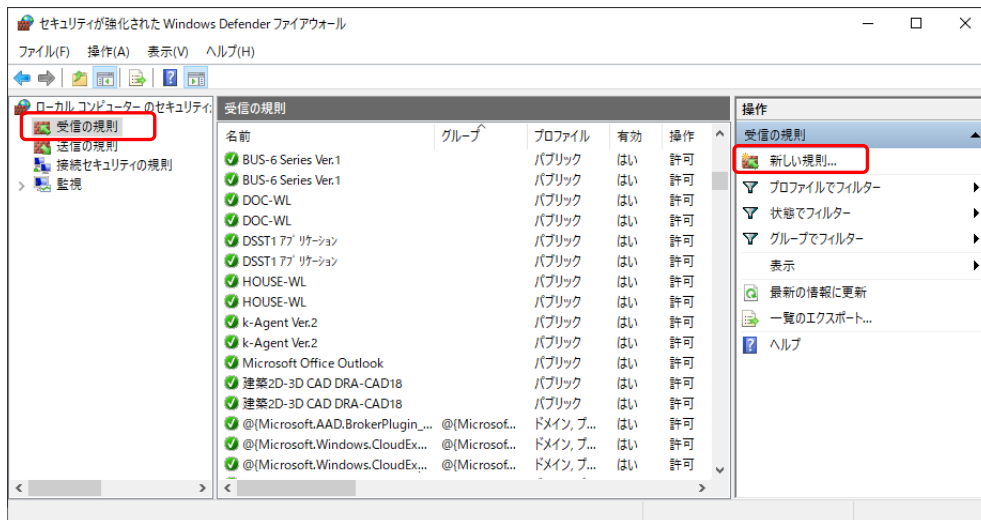 セキュリティが強化された Windows Defender ファイアウォール
ファイル(F) 操作(A) 表示(V) ヘルプ(H)
ローカル コンピューター のセキュリティ
受信の規則
送信の規則
接続セキュリティの規則
監視
受信の規則
名前 グループ プロファイル 有効 操作
BUS-6 Series Ver.1 パブリック はい 許可
BUS-6 Series Ver.1 パブリック はい 許可
DOC-WL パブリック はい 許可
DOC-WL パブリック はい 許可
DSST1 アプリケーション パブリック はい 許可
DSST1 アプリケーション パブリック はい 許可
HOUSE-WL パブリック はい 許可
HOUSE-WL パブリック はい 許可
k-Agent Ver.2 パブリック はい 許可
k-Agent Ver.2 パブリック はい 許可
Microsoft Office Outlook パブリック はい 許可
建築2D-3D CAD DRA-CAD18 パブリック はい 許可
建築2D-3D CAD DRA-CAD18 パブリック はい 許可
@{Microsoft.AAD.BrokerPlugin_... @{Microsof... ドメイン, プ... はい 許可
@{Microsoft.Windows.CloudEx... @{Microsof... ドメイン, プ... はい 許可
@{Microsoft.Windows.CloudEx... @{Microsof... ドメイン, プ... はい 許可
操作
受信の規則
新しい規則...
プロファイルでフィルター
状態でフィルター
グループでフィルター
表示
最新の情報に更新
一覧のエクスポート...
ヘルプ